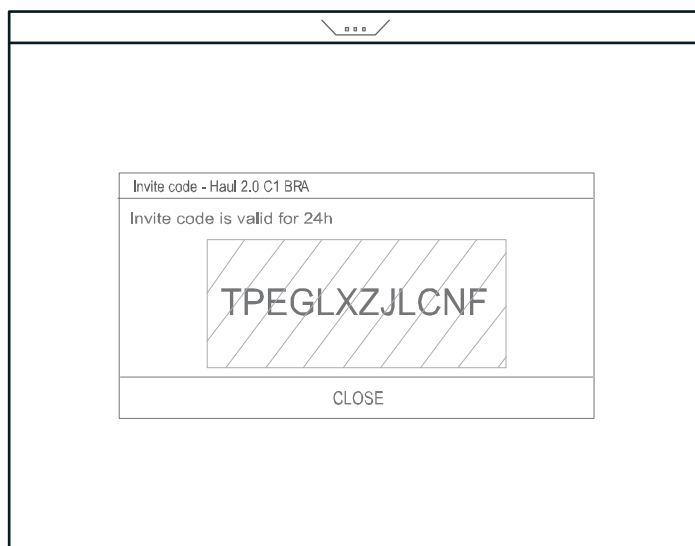 Invite code - Haul 2.0 C1 BRA
Invite code is valid for 24h
TPEGLXZJLCNF
CLOSE